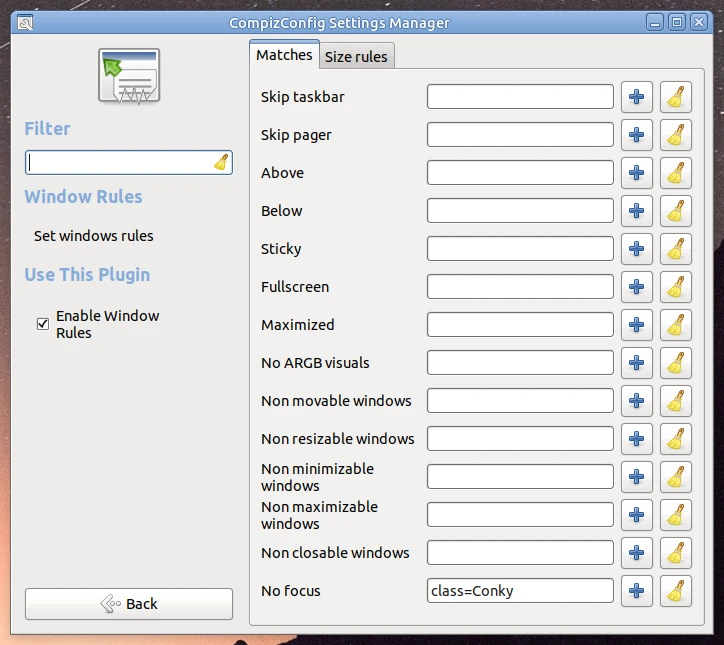 CompizConfig Settings Manager
Filter
Window Rules
Set windows rules
Use This Plugin
Enable Window
Rules
Back
Matches
Size rules
Skip taskbar
Skip pager
Above
Below
Sticky
Fullscreen
Maximized
No ARGB visuals
Non movable windows
Non resizable windows
Non minimizable
windows
Non maximizable
windows
Non closable windows
No focus
class=Conky